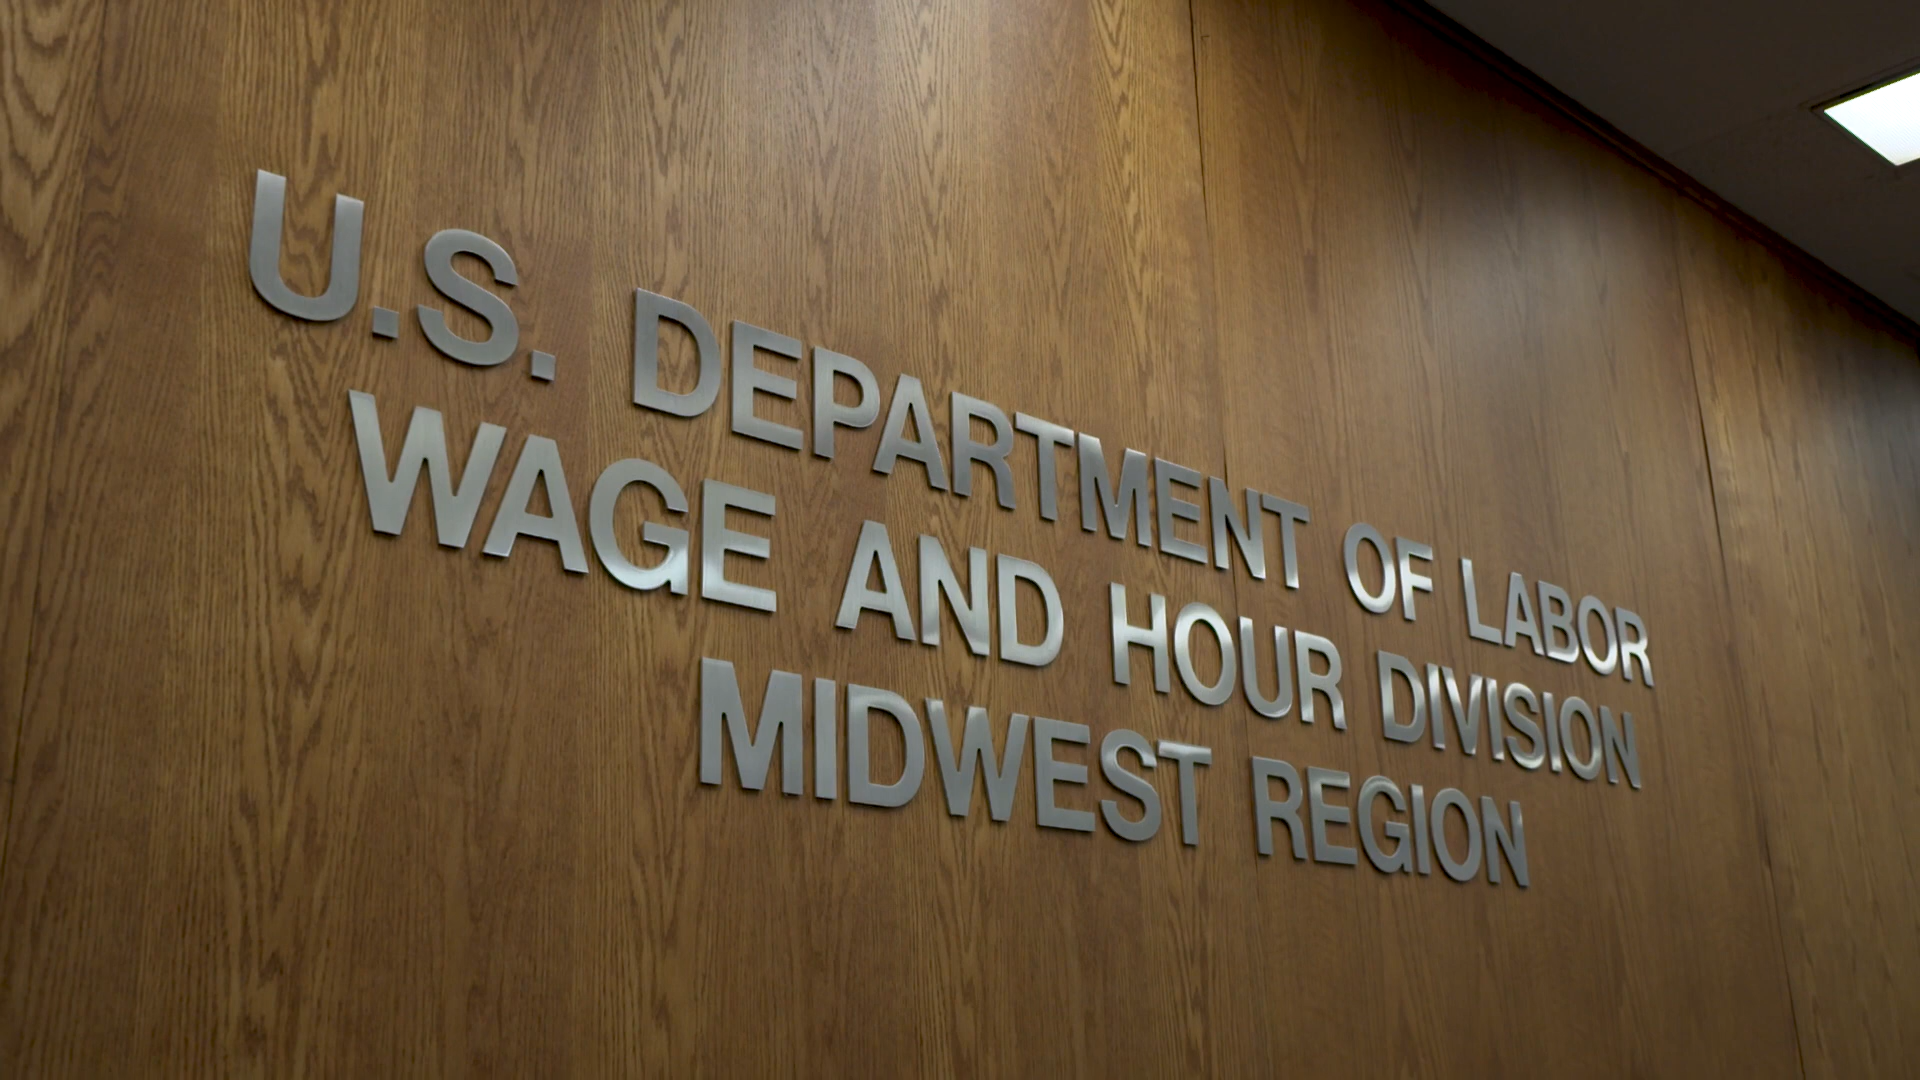 U.S. DEPARTMENT OF LABOR
WAGE AND HOUR DIVISION
MIDWEST REGION